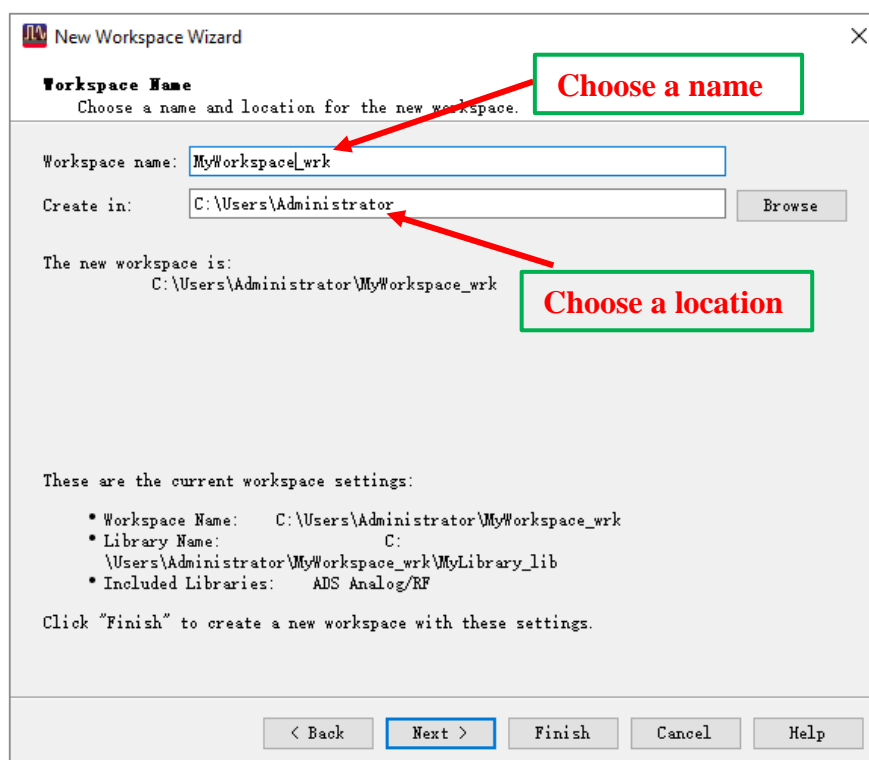 New Workspace Wizard
Workspace Name
Choose a name and location for the new workspace.
Choose a name
Workspace name: MyWorkspace_wrk
Create in: C:\Users\Administrator Browse
The new workspace is:
C:\Users\Administrator\MyWorkspace_wrk
Choose a location
These are the current workspace settings:
• Workspace Name: C:\Users\Administrator\MyWorkspace_wrk
• Library Name: C:
\Users\Administrator\MyWorkspace_wrk\MyLibrary_lib
• Included Libraries: ADS Analog/RF
Click "Finish" to create a new workspace with these settings.
< Back Next > Finish Cancel Help